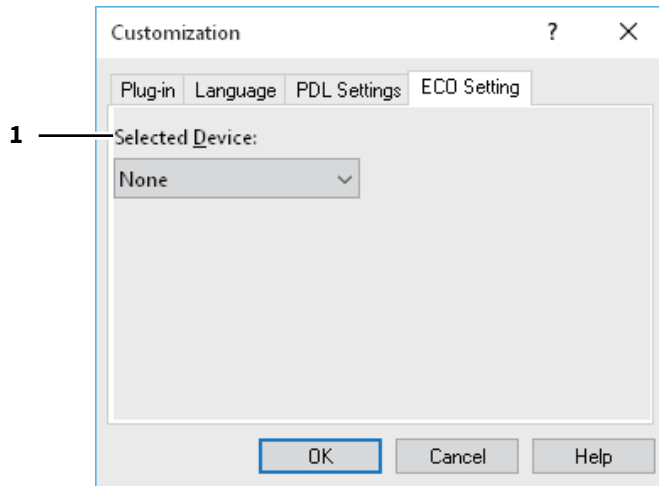 Customization ?
Plug-in Language PDL Settings ECO Setting
1 Selected Device:
None
OK Cancel Help